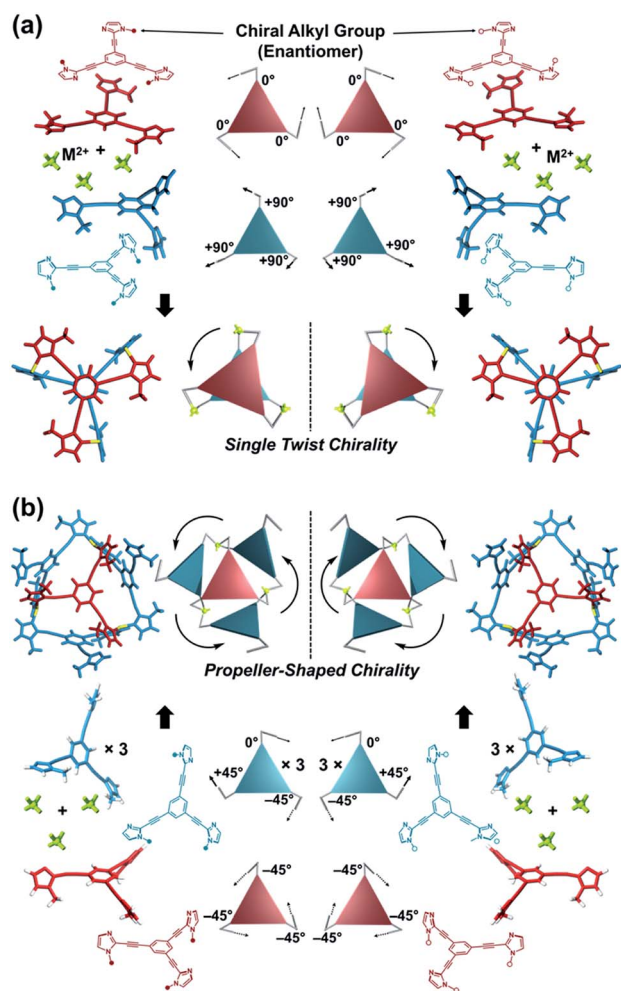 (a)
Chiral Alkyl Group
(Enantiomer)
N
N
N
N
N
N
N
N
N
N
N
N
0°
0°
0°
0°
0°
0°
M²⁺ +
+ M²⁺
+90°
+90°
+90°
+90°
+90°
+90°
N
N
N
N
N
N
N
N
N
N
N
N
Single Twist Chirality
(b)
Propeller-Shaped Chirality
× 3
3 ×
N
N
N
N
N
N
N
N
N
N
N
N
0°
+45°
−45°
× 3
3 ×
0°
+45°
−45°
+
+
−45°
−45°
−45°
−45°
−45°
−45°
N
N
N
N
N
N
N
N
N
N
N
N